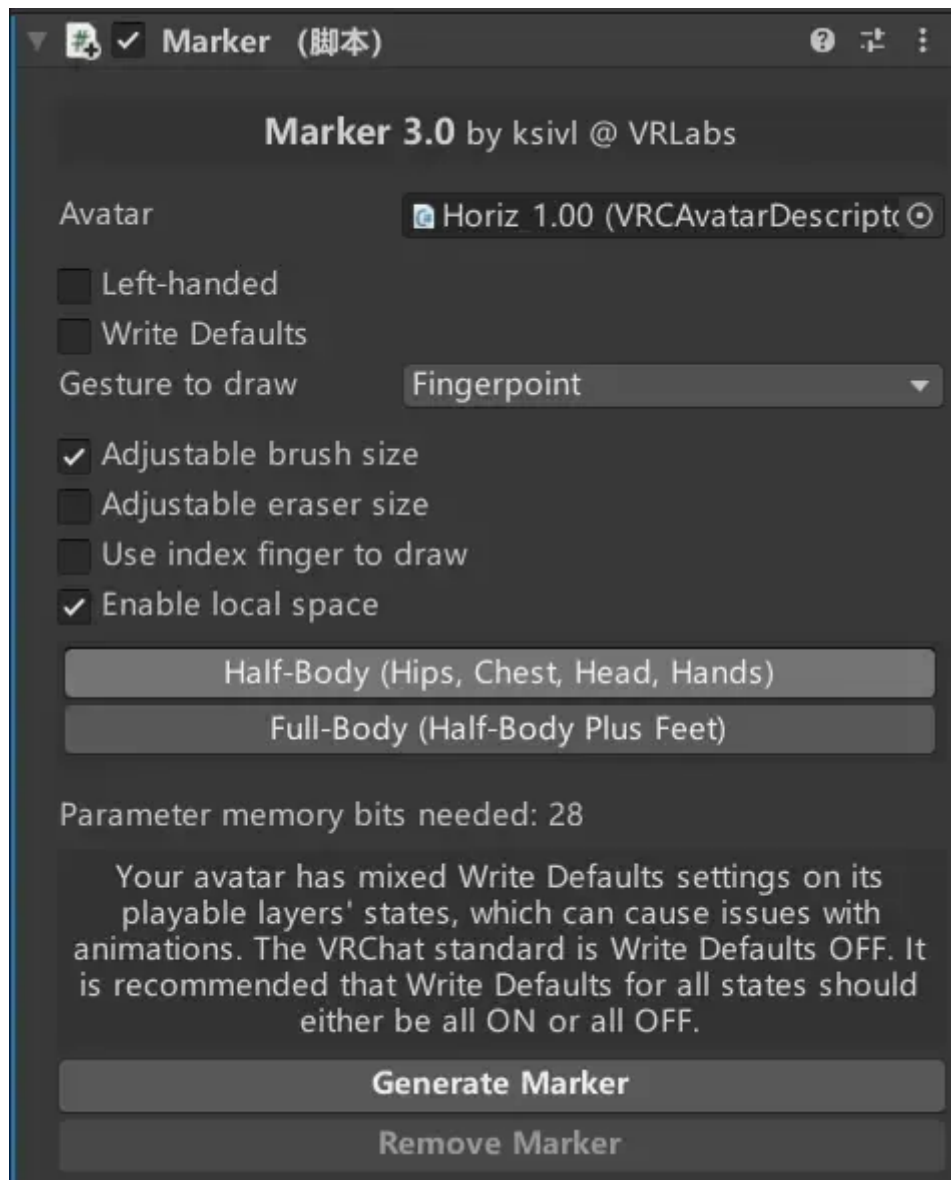 Marker (脚本)
Marker 3.0 by ksivl @ VRLabs
Avatar Horiz 1.00 (VRCAvatarDescripto
Left-handed
Write Defaults
Gesture to draw Fingerpoint
Adjustable brush size
Adjustable eraser size
Use index finger to draw
Enable local space
Half-Body (Hips, Chest, Head, Hands)
Full-Body (Half-Body Plus Feet)
Parameter memory bits needed: 28
Your avatar has mixed Write Defaults settings on its
playable layers' states, which can cause issues with
animations. The VRChat standard is Write Defaults OFF. It
is recommended that Write Defaults for all states should
either be all ON or all OFF.
Generate Marker
Remove Marker